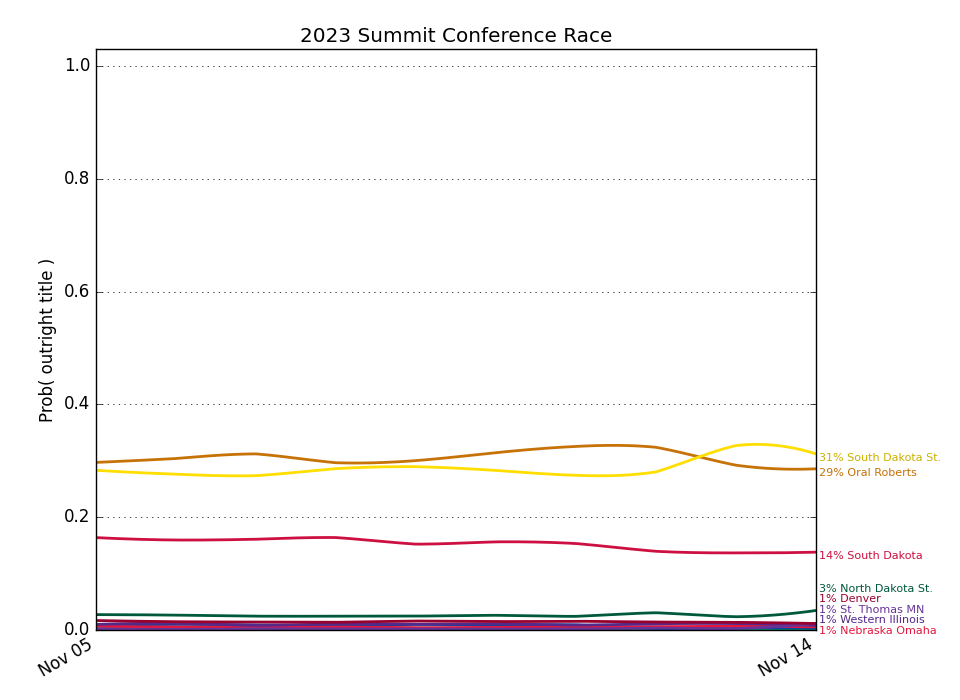 2023 Summit Conference Race
Prob( outright title )
1.0
0.8
0.6
0.4
0.2
0.0
Nov 05
Nov 14
31% South Dakota St.
29% Oral Roberts
14% South Dakota
3% North Dakota St.
1% Denver
1% St. Thomas MN
1% Western Illinois
1% Nebraska Omaha